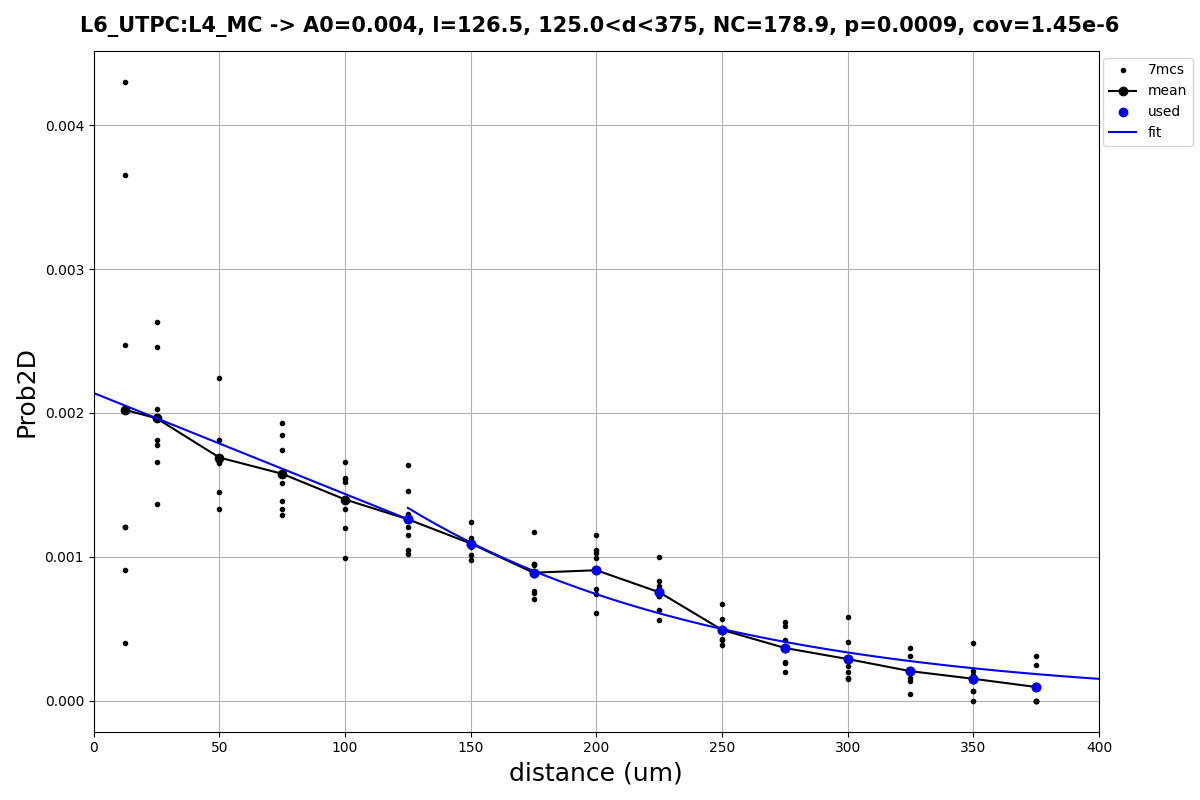 L6_UTPC:L4_MC -> A0=0.004, l=126.5, 125.0<d<375, NC=178.9, p=0.0009, cov=1.45e-6
7mcs
mean
used
fit
0.004
0.003
0.002
0.001
0.000
Prob2D
0 50 100 150 200 250 300 350 400
distance (um)